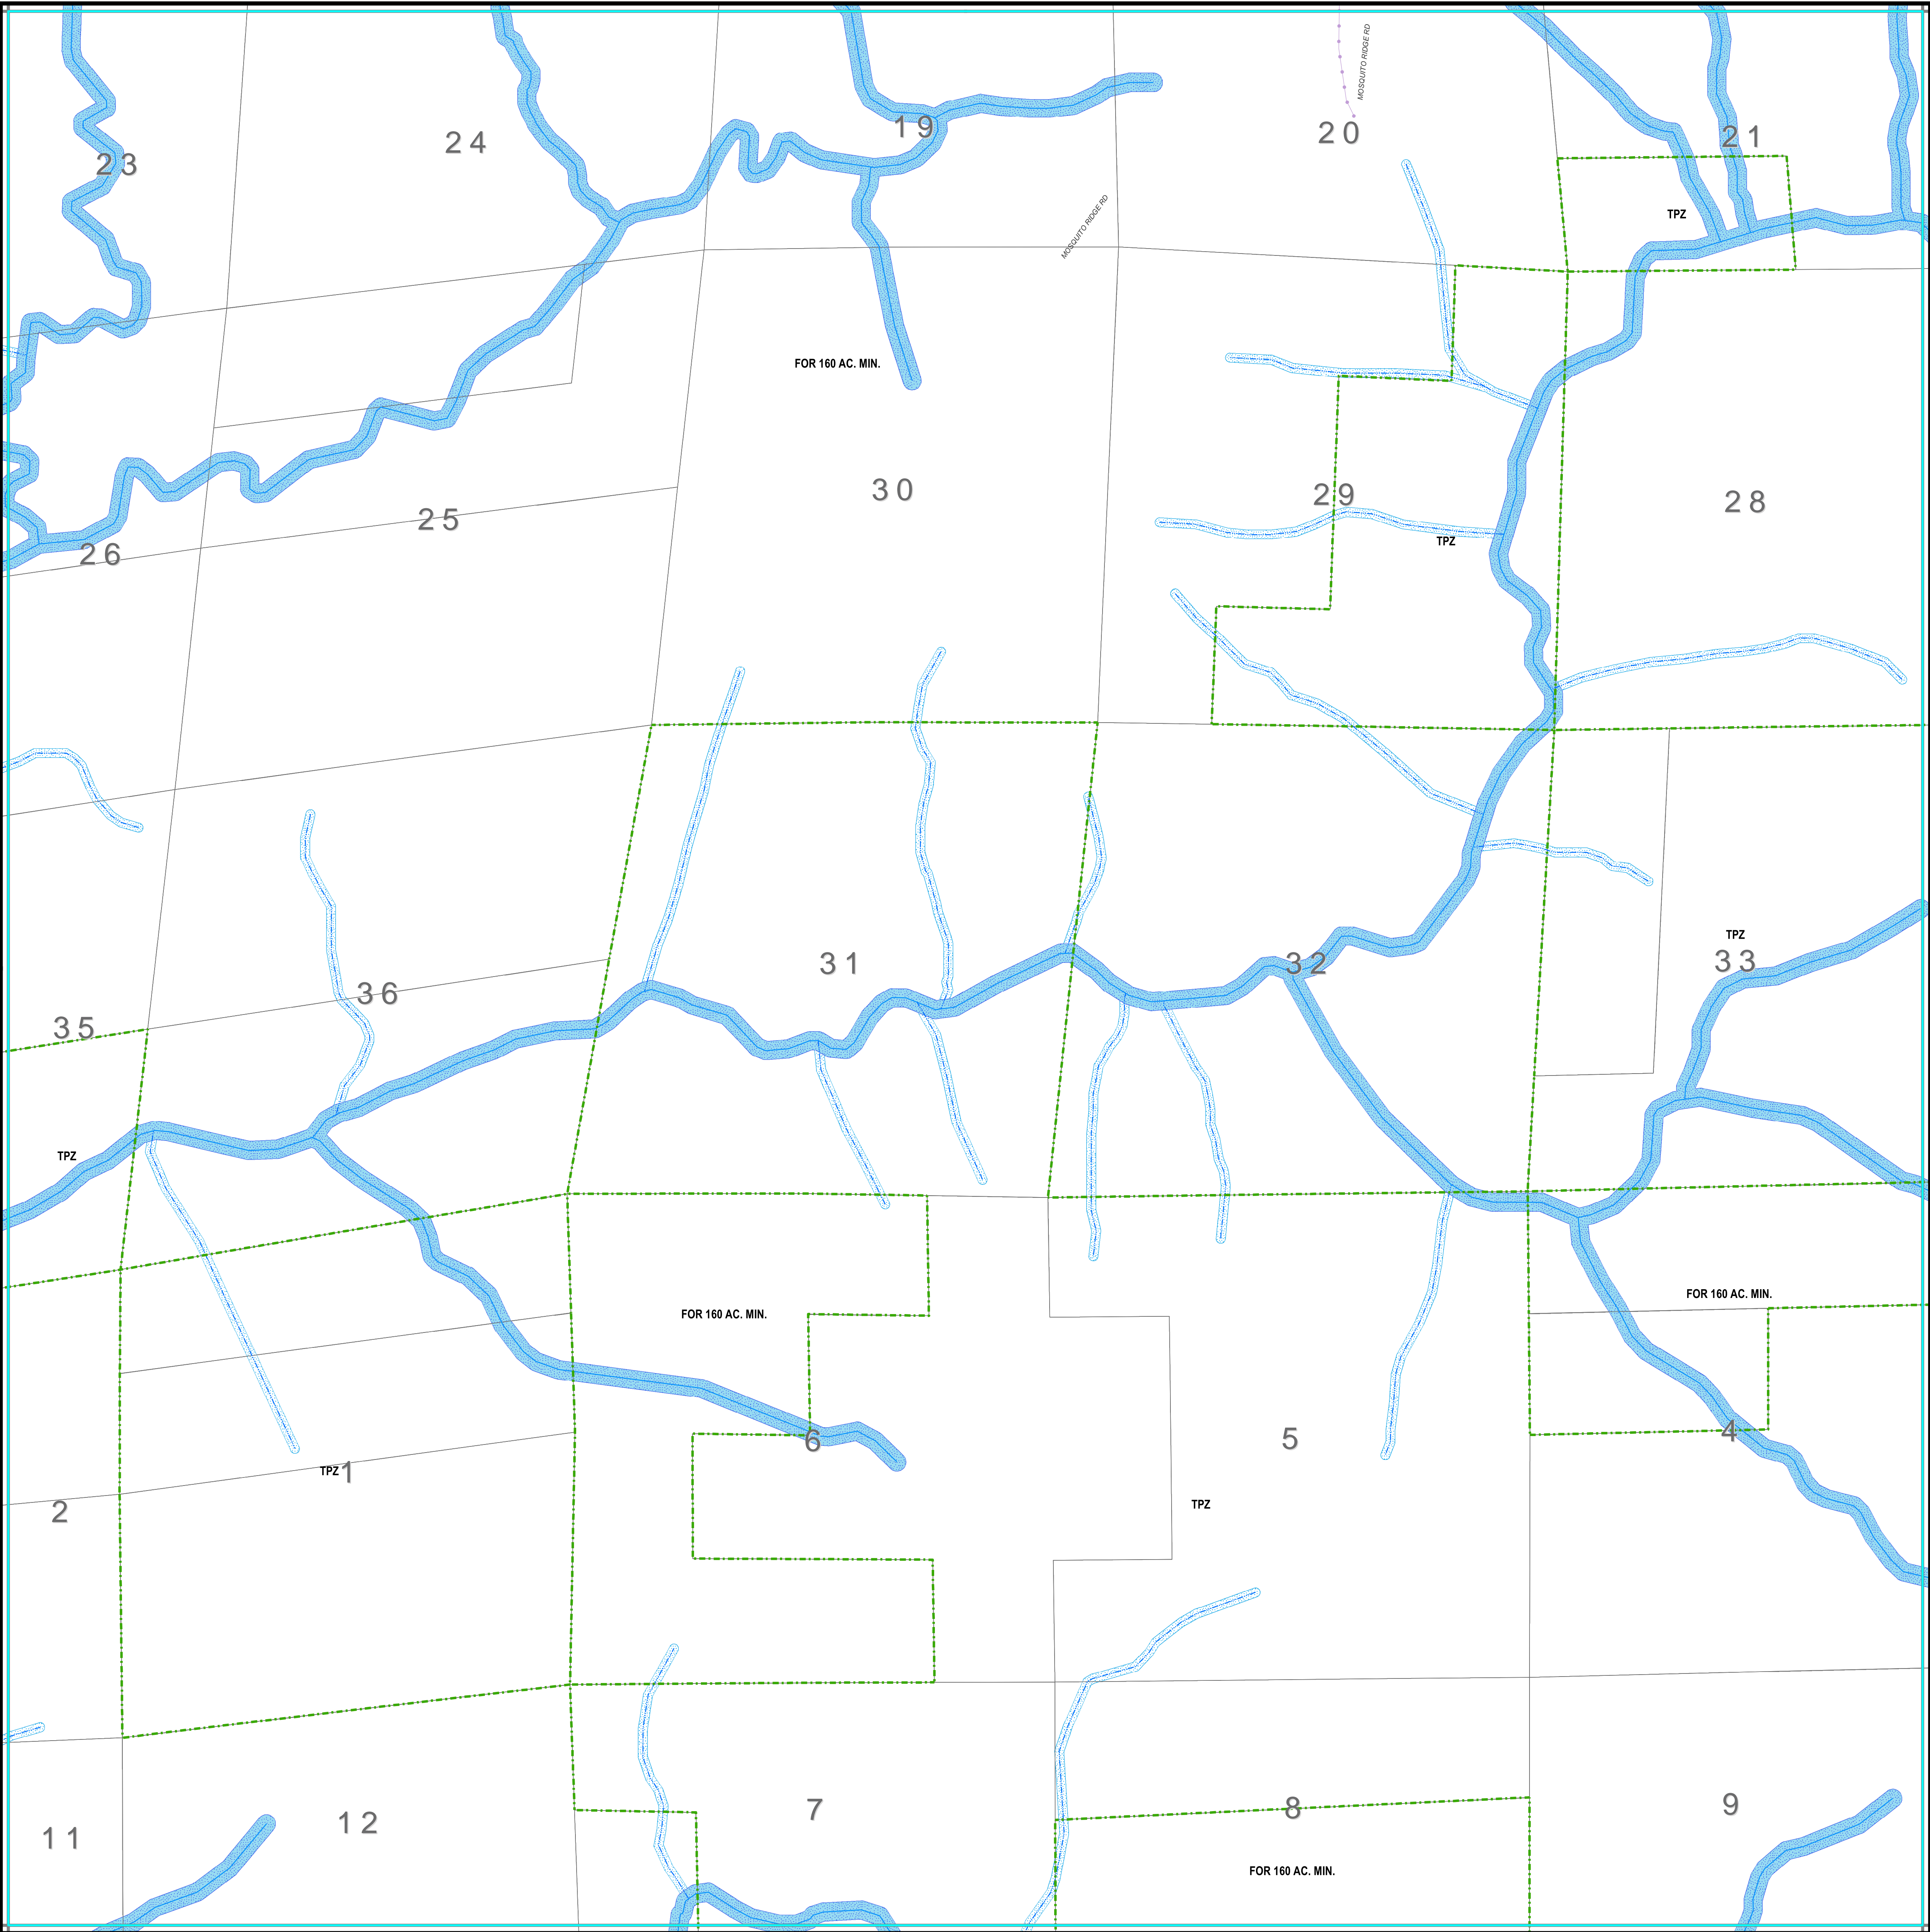 MOSQUITO RIDGE RD
19
20
21
24
23
TPZ
MOSQUITO RIDGE RD
FOR 160 AC. MIN.
30
29
28
25
TPZ
26
TPZ
31
32
33
36
35
TPZ
FOR 160 AC. MIN.
FOR 160 AC. MIN.
4
6
5
TPZ
1
TPZ
2
9
7
8
12
11
FOR 160 AC. MIN.